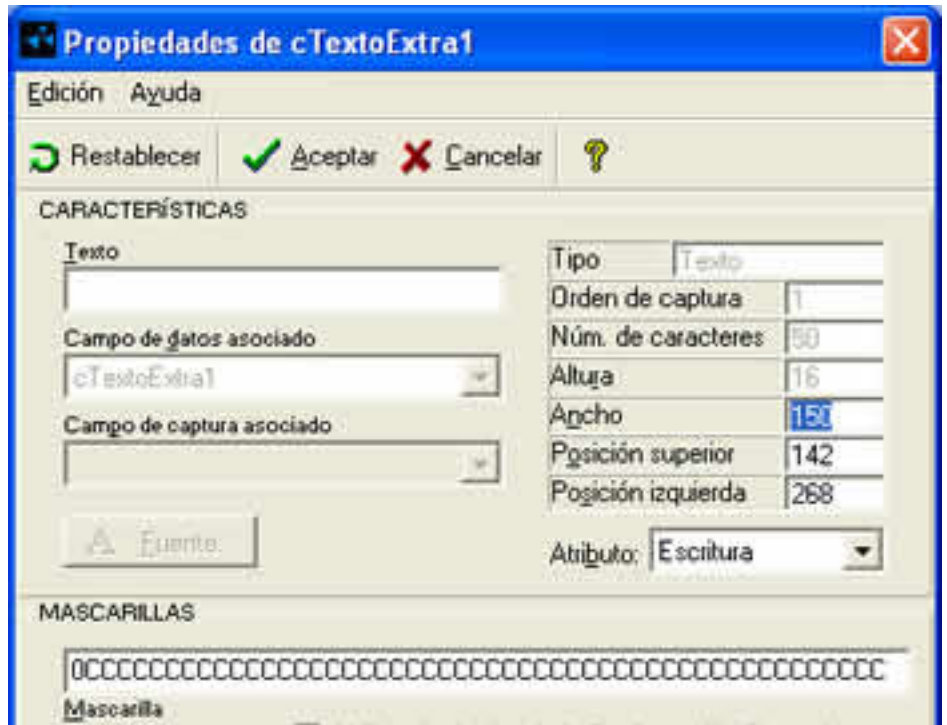 Propiedades de cTextoExtra1
Edición Ayuda
Restablecer Aceptar Cancelar
CARACTERÍSTICAS
Texto
Campo de datos asociado
cTextoExtra1
Campo de captura asociado
Fuente
Tipo Texto
Orden de captura 1
Núm. de caracteres 50
Altura 16
Ancho 150
Posición superior 142
Posición izquierda 268
Atributo: Escritura
MASCARILLAS
Mascarilla